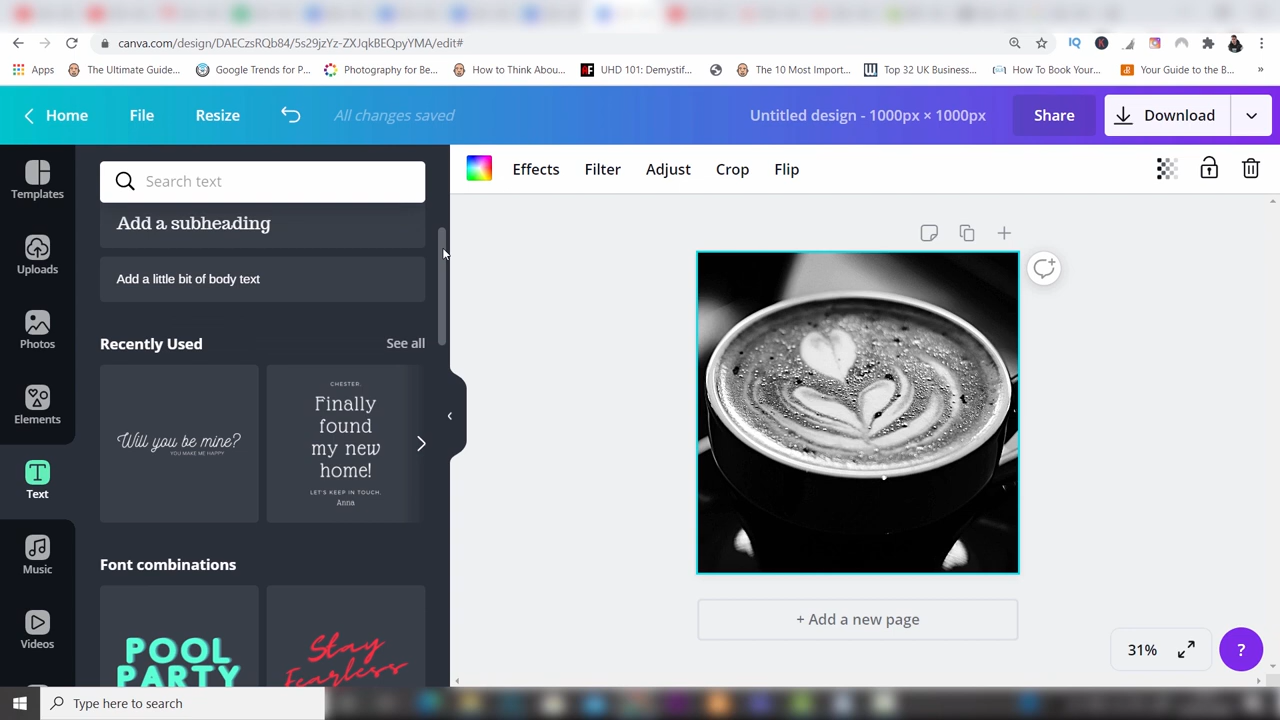 canva.com/design/DAECzsRQb84/5s29jzYz-ZXJqkBEQpyYMA/edit#
Apps
The Ultimate Guide...
Google Trends for P...
Photography for Be...
How to Think Abou...
UHD 101: Demystif...
The 10 Most Import...
Top 32 UK Business...
How To Book Your...
Your Guide to the B...
Home
File
Resize
All changes saved
Untitled design - 1000px × 1000px
Share
Download
Effects
Filter
Adjust
Crop
Flip
Templates
Uploads
Photos
Elements
Text
Music
Videos
Search text
Add a subheading
Add a little bit of body text
Recently Used
See all
Will you be mine?
YOU MAKE ME HAPPY
CHESTER.
Finally
found
my new
home!
LET'S KEEP IN TOUCH.
Anna
Font combinations
POOL
PARTY
Stay
Fearless
+ Add a new page
31%
?
Type here to search